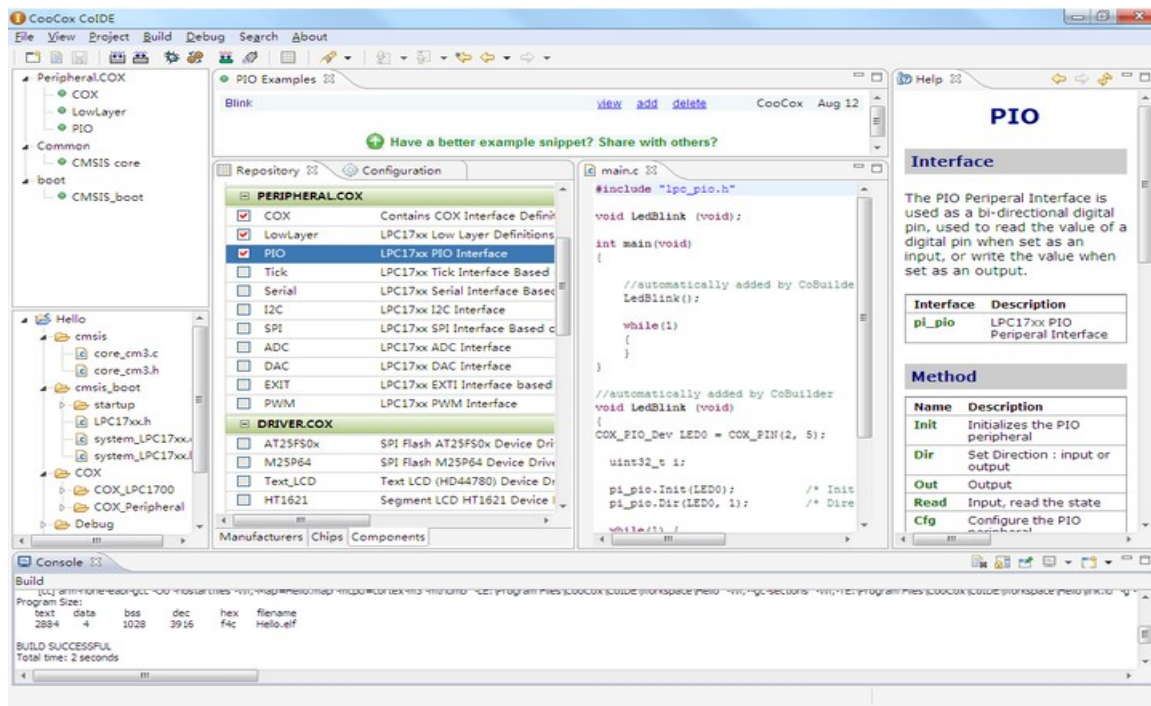 CooCox CoIDE
File View Project Build Debug Search About
Peripheral.COX
COX
LowLayer
PIO
Common
CMSIS core
boot
CMSIS_boot
PIO Examples
Blink view add delete CooCox Aug 12
Have a better example snippet? Share with others?
Repository Configuration
PERIPHERAL.COX
COX Contains COX Interface Definit
LowLayer LPC17xx Low Layer Definitions
PIO LPC17xx PIO Interface
Tick LPC17xx Tick Interface Based
Serial LPC17xx Serial Interface Based
I2C LPC17xx I2C Interface
SPI LPC17xx SPI Interface Based c
ADC LPC17xx ADC Interface
DAC LPC17xx DAC Interface
EXIT LPC17xx EXTI Interface based
PWM LPC17xx PWM Interface
DRIVER.COX
AT25FS0x SPI Flash AT25FS0x Device Dri
M25P64 SPI Flash M25P64 Device Drive
Text_LCD Text LCD (HD44780) Device Dr
HT1621 Segment LCD HT1621 Device
Manufacturers Chips Components
main.c
#include "lpc_pio.h"
void LedBlink (void);
int main(void)
{
//automatically added by CoBuilde
LedBlink();
while(1)
{
}
}
//automatically added by CoBuilder
void LedBlink (void)
{
COX_PIO_Dev LED0 = COX_PIN(2, 5);
uint32_t i;
pi_pio.Init(LED0); /* Init
pi_pio.Dir(LED0, 1); /* Dire
while(1) {
Help
PIO
Interface
The PIO Periperal Interface is
used as a bi-directional digital
pin, used to read the value of a
digital pin when set as an
input, or write the value when
set as an output.
Interface Description
pi_pio LPC17xx PIO
Periperal Interface
Method
Name Description
Init Initializes the PIO
peripheral
Dir Set Direction : input or
output
Out Output
Read Input, read the state
Cfg Configure the PIO
peripheral
Hello
cmsis
core_cm3.c
core_cm3.h
cmsis_boot
startup
LPC17xx.h
system_LPC17xx.
system_LPC17xx.
COX
COX_LPC1700
COX_Peripheral
Debug
Console
Build
Program Size:
text data bss dec hex filename
2884 4 1028 3916 f4c Hello.elf
BUILD SUCCESSFUL
Total time: 2 seconds